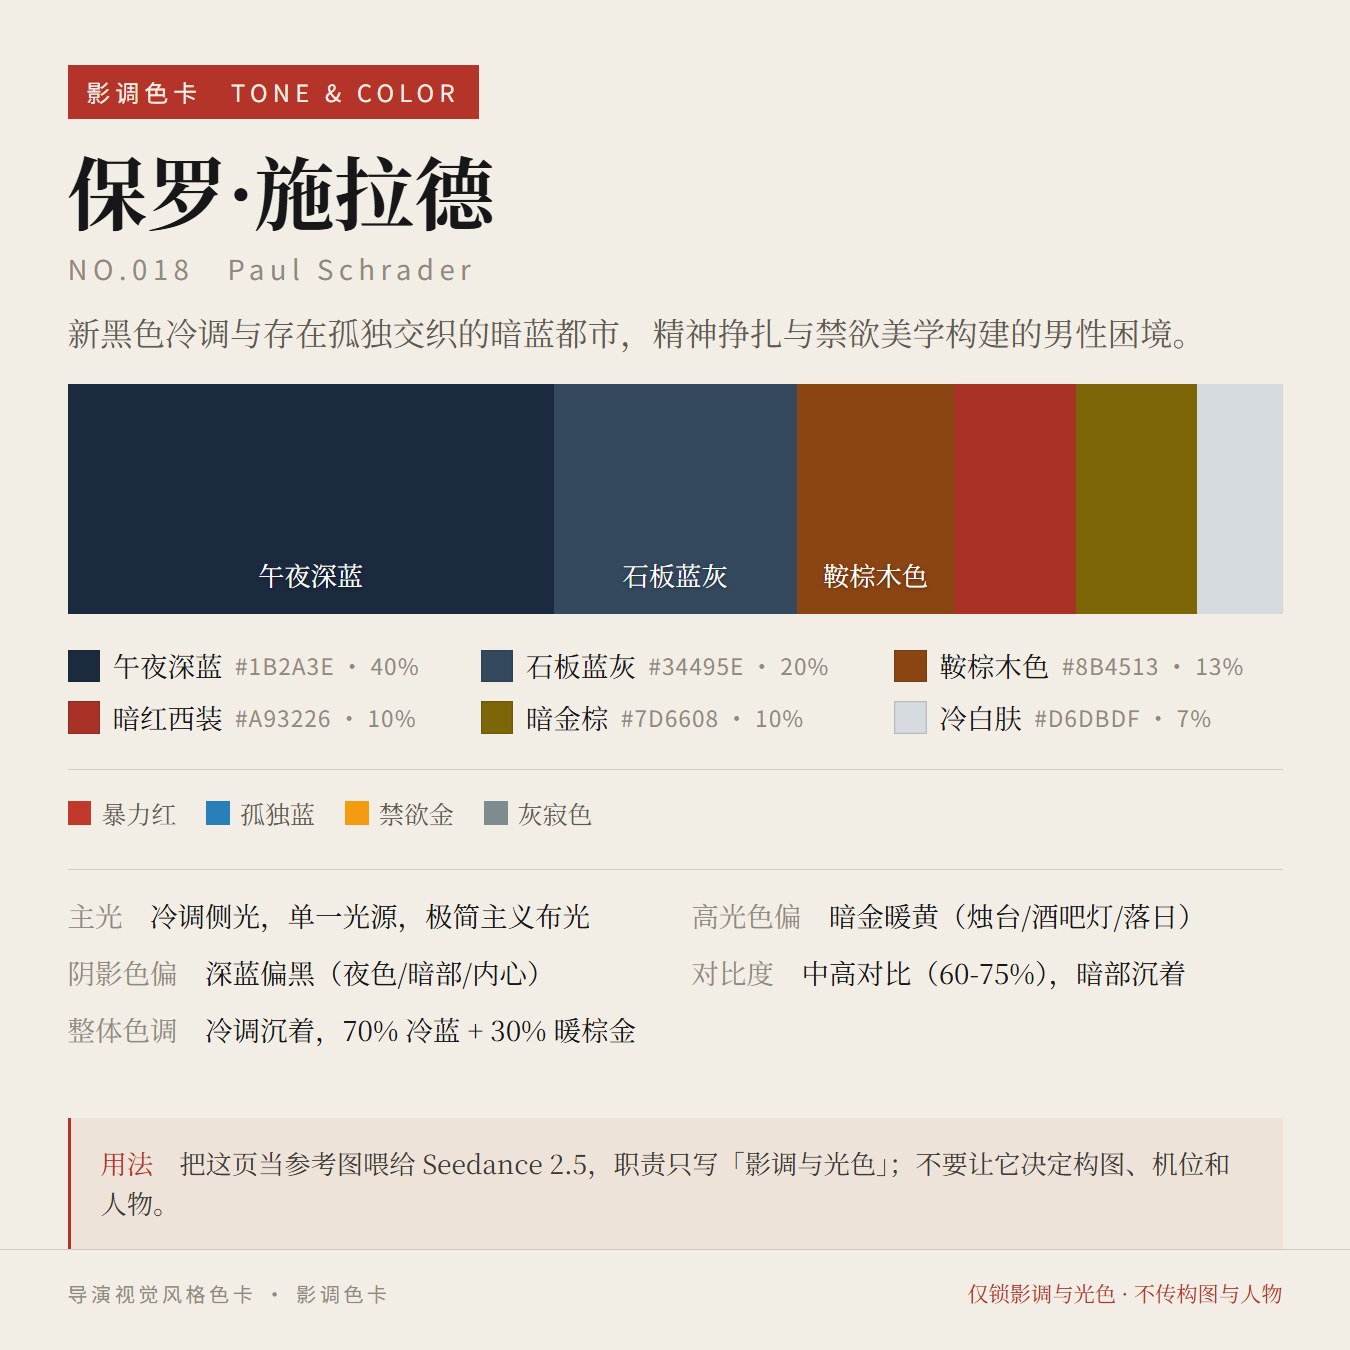 影调色卡 TONE & COLOR
保罗·施拉德
NO.018 Paul Schrader
新黑色冷调与存在孤独交织的暗蓝都市，精神挣扎与禁欲美学构建的男性困境。
午夜深蓝 石板蓝灰 鞍棕木色
午夜深蓝 #1B2A3E · 40% 石板蓝灰 #34495E · 20% 鞍棕木色 #8B4513 · 13%
暗红西装 #A93226 · 10% 暗金棕 #7D6608 · 10% 冷白肤 #D6DBDF · 7%
暴力红 孤独蓝 禁欲金 灰寂色
主光 冷调侧光，单一光源，极简主义布光 高光色偏 暗金暖黄（烛台/酒吧灯/落日）
阴影色偏 深蓝偏黑（夜色/暗部/内心） 对比度 中高对比（60-75%），暗部沉着
整体色调 冷调沉着，70% 冷蓝 + 30% 暖棕金
用法 把这页当参考图喂给 Seedance 2.5，职责只写「影调与光色」；不要让它决定构图、机位和
人物。
导演视觉风格色卡 · 影调色卡 仅锁影调与光色 · 不传构图与人物